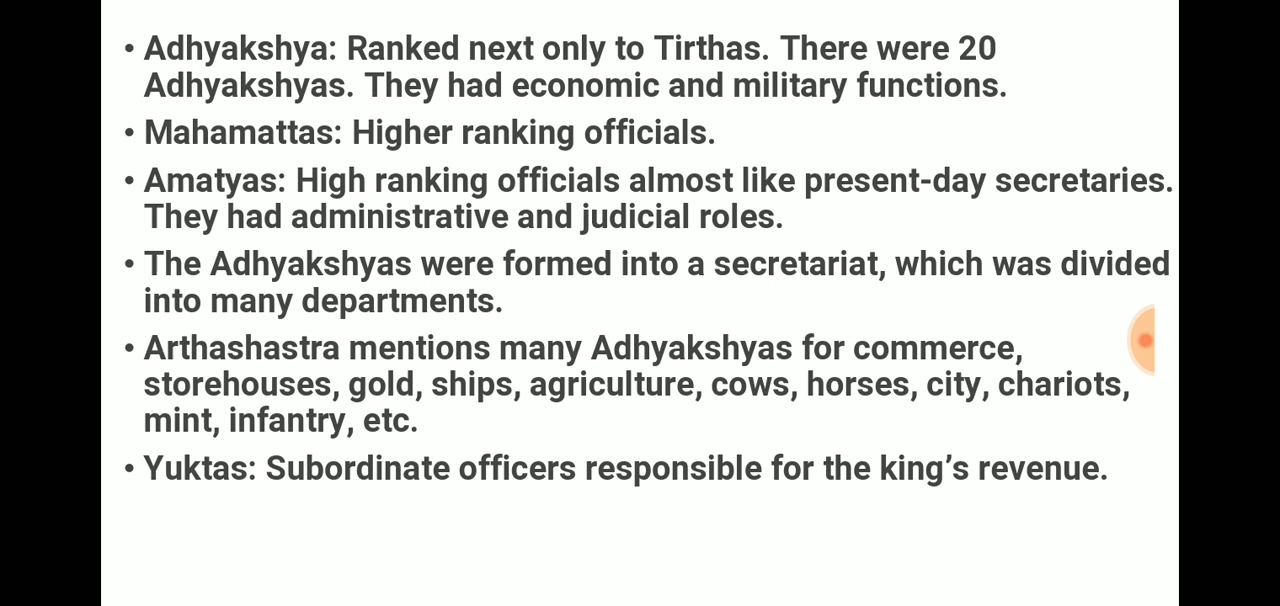 • Adhyakshya: Ranked next only to Tirthas. There were 20
Adhyakshyas. They had economic and military functions.
• Mahamattas: Higher ranking officials.
• Amatyas: High ranking officials almost like present-day secretaries.
They had administrative and judicial roles.
• The Adhyakshyas were formed into a secretariat, which was divided
into many departments.
• Arthashastra mentions many Adhyakshyas for commerce,
storehouses, gold, ships, agriculture, cows, horses, city, chariots,
mint, infantry, etc.
• Yuktas: Subordinate officers responsible for the king’s revenue.